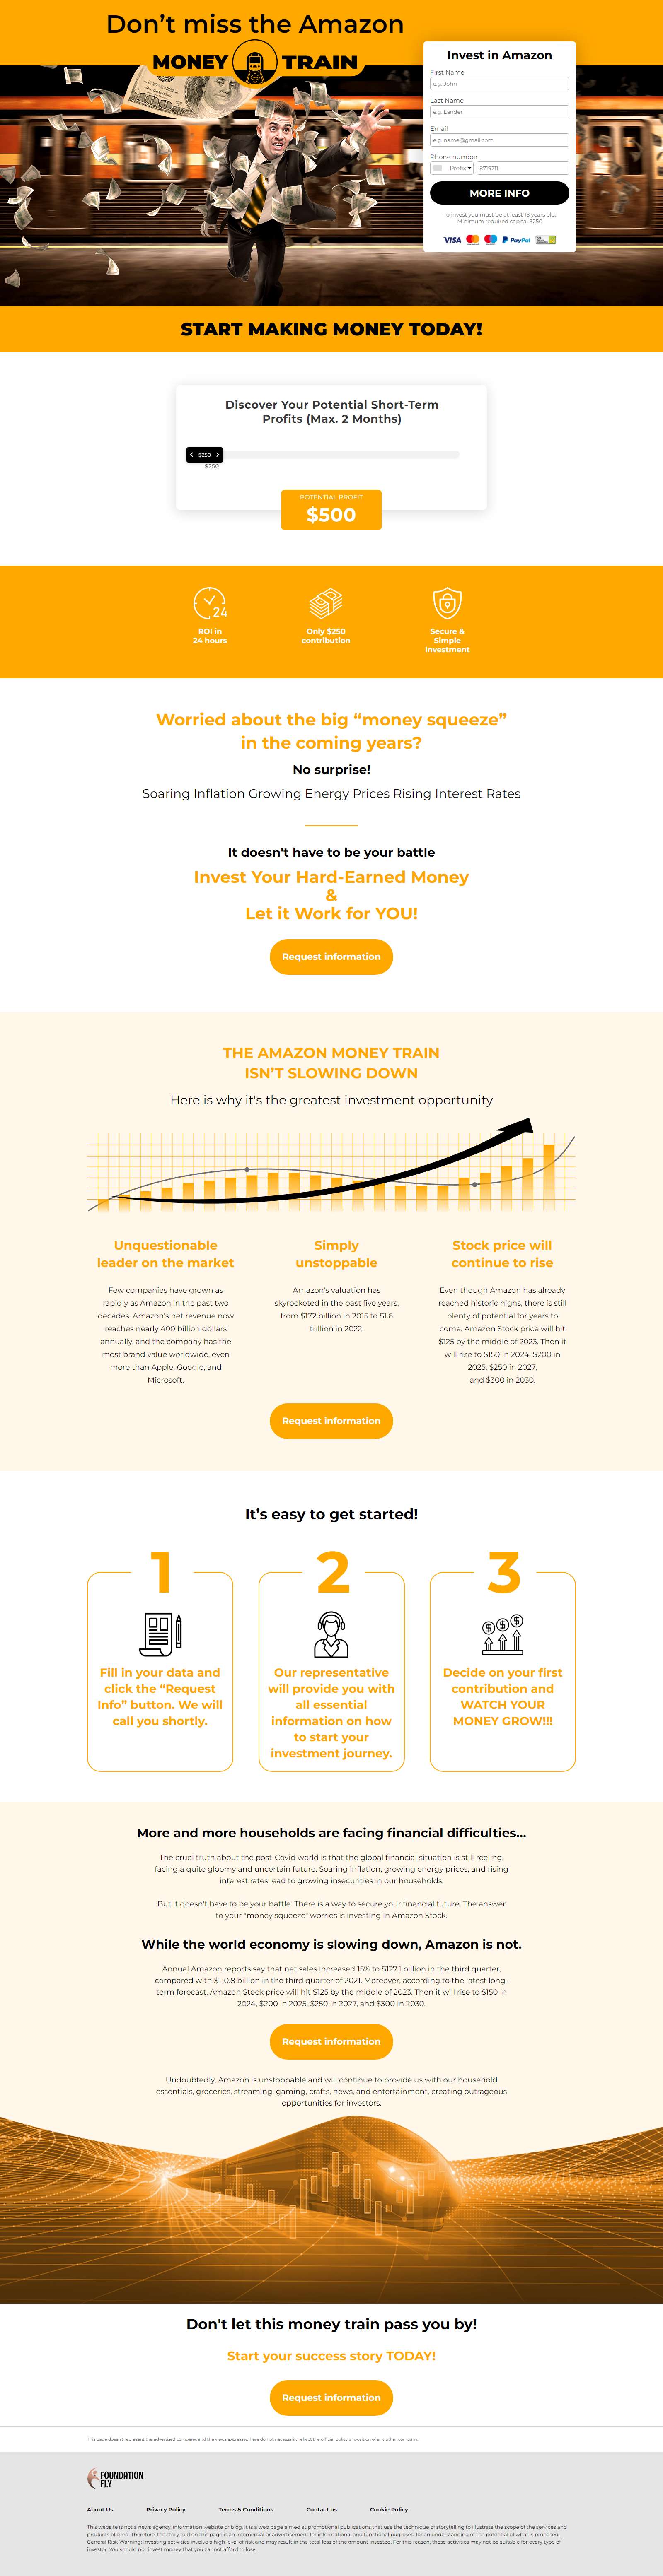 Don’t miss the Amazon
MONEY TRAIN
Invest in Amazon
First Name
e.g. John
Last Name
e.g. Lander
Email
e.g. name@gmail.com
Phone number
Prefix
8779211
MORE INFO
To invest you must be at least 19 years old.
Minimum required capital $250
VISA
PayPal
START MAKING MONEY TODAY!
Discover Your Potential Short-Term
Profits (Max. 2 Months)
$250
$250
POTENTIAL PROFIT
$500
24
ROI in
24 hours
Only $250
contribution
Secure &
Simple
Investment
Worried about the big “money squeeze”
in the coming years?
No surprise!
Soaring Inflation Growing Energy Prices Rising Interest Rates
It doesn't have to be your battle
Invest Your Hard-Earned Money
&
Let it Work for YOU!
Request information
THE AMAZON MONEY TRAIN
ISN’T SLOWING DOWN
Here is why it's the greatest investment opportunity
Unquestionable
leader on the market
Few companies have grown as
rapidly as Amazon in the past two
decades. Amazon's net revenue now
reaches nearly 400 billion dollars
annually, and the company has the
most brand value worldwide, even
more than Apple, Google, and
Microsoft.
Simply
unstoppable
Amazon's valuation has
skyrocketed in the past five years,
from $172 billion in 2015 to $1.6
trillion in 2022.
Stock price will
continue to rise
Even though Amazon has already
reached historic highs, there is still
plenty of potential for years to
come. Amazon Stock price will hit
$125 by the middle of 2023. Then it
will rise to $150 in 2024, $200 in
2025, $250 in 2027,
and $300 in 2030.
Request information
It’s easy to get started!
1
Fill in your data and
click the “Request
Info” button. We will
call you shortly.
2
Our representative
will provide you with
all essential
information on how
to start your
investment journey.
3
Decide on your first
contribution and
WATCH YOUR
MONEY GROW!!!
More and more households are facing financial difficulties...
The cruel truth about the post-Covid world is that the global financial situation is still reeling,
facing a quite gloomy and uncertain future. Soaring inflation, growing energy prices, and rising
interest rates lead to growing insecurities in our households.
But it doesn't have to be your battle. There is a way to secure your financial future. The answer
to your "money squeeze" worries is investing in Amazon Stock.
While the world economy is slowing down, Amazon is not.
Annual Amazon reports say that net sales increased 15% to $127.1 billion in the third quarter,
compared with $110.8 billion in the third quarter of 2021. Moreover, according to the latest long-
term forecast, Amazon Stock price will hit $125 by the middle of 2023. Then it will rise to $150 in
2024, $200 in 2025, $250 in 2027, and $300 in 2030.
Request information
Undoubtedly, Amazon is unstoppable and will continue to provide us with our household
essentials, groceries, streaming, gaming, crafts, news, and entertainment, creating outrageous
opportunities for investors.
Don't let this money train pass you by!
Start your success story TODAY!
Request information
This page doesn't represent the advertised company, and the views expressed here do not necessarily reflect the official policy or position of any other company.
FOUNDATION
FLY
About Us
Privacy Policy
Terms & Conditions
Contact us
Cookie Policy
This website is not a news agency, information website or blog. It is a web page aimed at promotional publications that use the technique of storytelling to illustrate the scope of the services and
products offered. Therefore, the story told on this page is an infomercial or advertisement for informational and functional purposes, for an understanding of the potential of what is proposed.
General Risk Warning: Investing activities involve a high level of risk and may result in the total loss of the amount invested. For this reason, these activities may not be suitable for every type of
investor. You should not invest money that you cannot afford to lose.